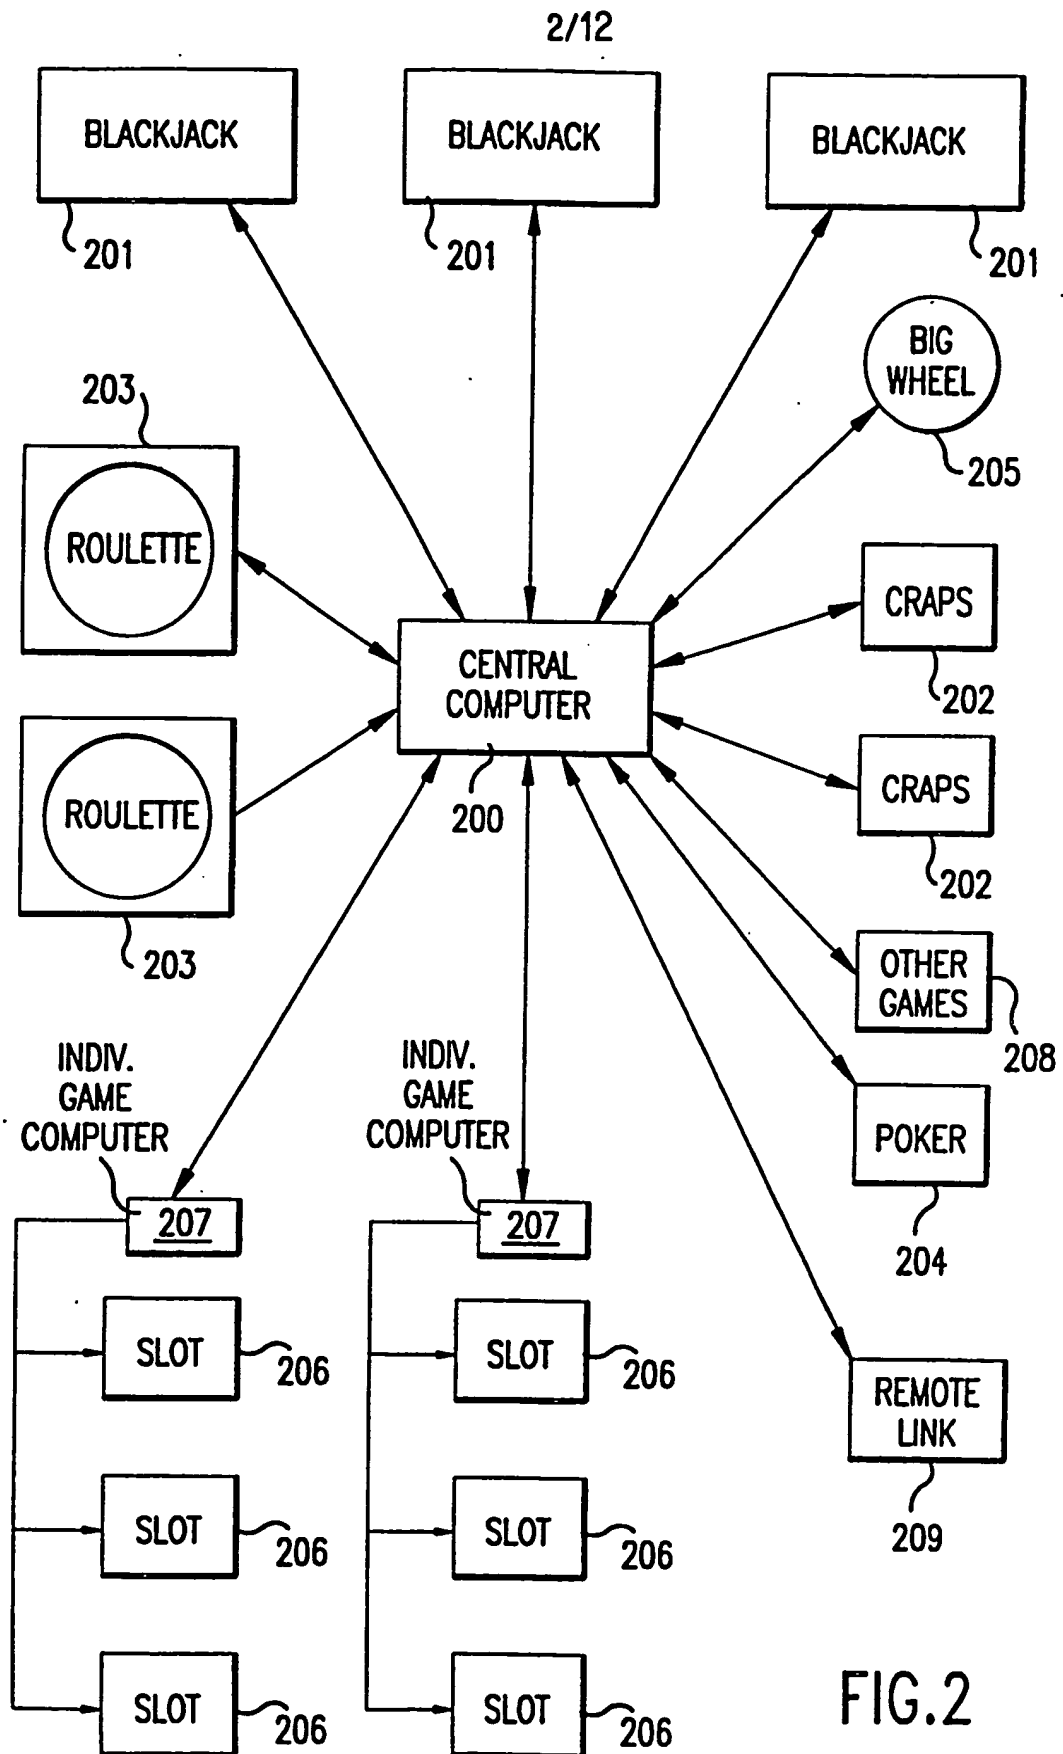 2/12
BLACKJACK
BLACKJACK
BLACKJACK
201
201
201
BIG
WHEEL
205
203
ROULETTE
CRAPS
202
CENTRAL
COMPUTER
200
ROULETTE
203
CRAPS
202
OTHER
GAMES
208
INDIV.
GAME
COMPUTER
INDIV.
GAME
COMPUTER
POKER
204
207
207
SLOT
206
SLOT
206
REMOTE
LINK
209
SLOT
206
SLOT
206
SLOT
206
SLOT
206
FIG.2